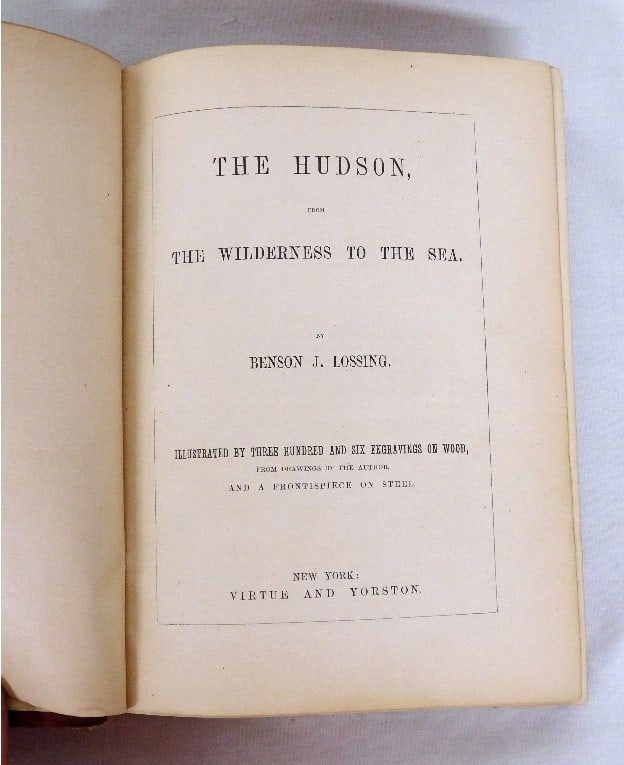 THE HUDSON,
FROM
THE WILDERNESS TO THE SEA.
BY
BENSON J. LOSSING.
ILLUSTRATED BY THREE HUNDRED AND SIX ENGRAVINGS ON WOOD,
FROM DRAWINGS BY THE AUTHOR,
AND A FRONTISPIECE ON STEEL.
NEW YORK:
VIRTUE AND YORSTON.